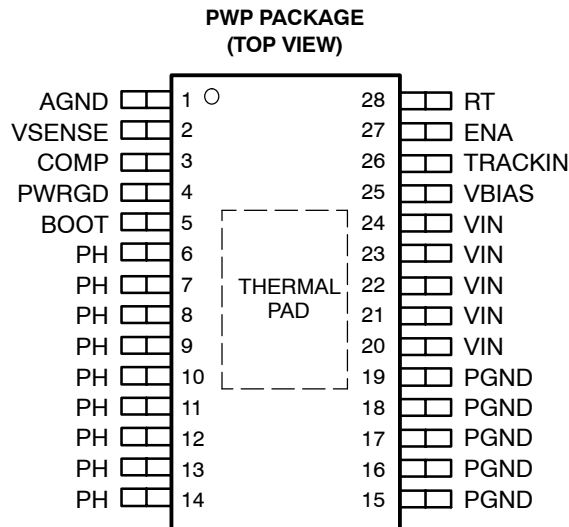 PWP PACKAGE
(TOP VIEW)
AGND 1 28 RT
VSENSE 2 27 ENA
COMP 3 26 TRACKIN
PWRGD 4 25 VBIAS
BOOT 5 24 VIN
PH 6 23 VIN
PH 7 22 VIN
PH 8 21 VIN
PH 9 20 VIN
PH 10 19 PGND
PH 11 18 PGND
PH 12 17 PGND
PH 13 16 PGND
PH 14 15 PGND
THERMAL
PAD